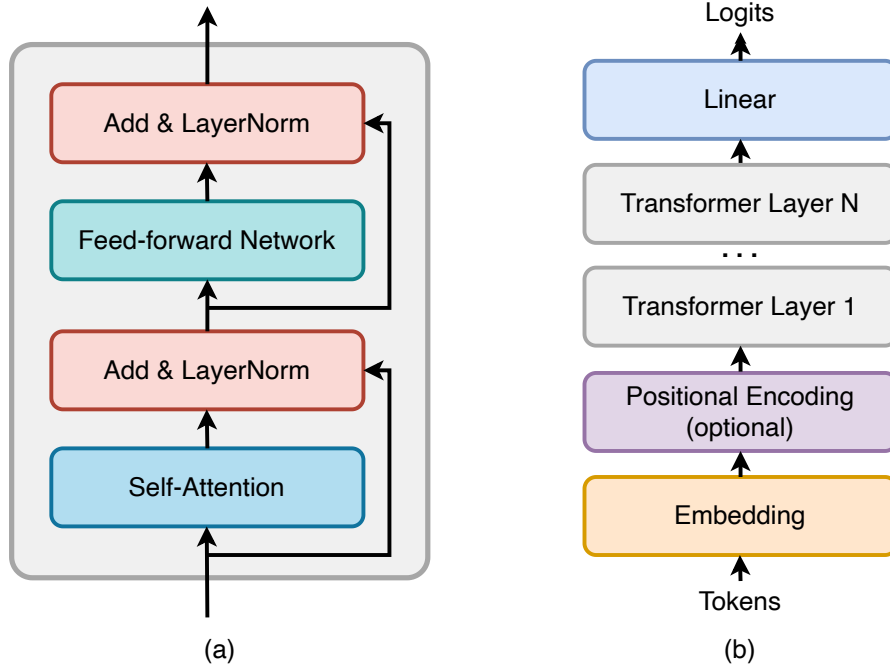 Add & LayerNorm
Feed-forward Network
Add & LayerNorm
Self-Attention
(a)
Logits
Linear
Transformer Layer N
...
Transformer Layer 1
Positional Encoding
(optional)
Embedding
Tokens
(b)